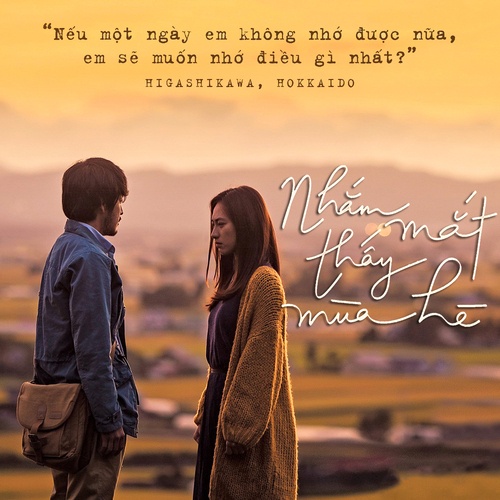 “Nếu một ngày em không nhớ được nữa,
em sẽ muốn nhớ điều gì nhất?”
HIGASHIKAWA, HOKKAIDO
Nhắm mắt
thấy
mùa hè